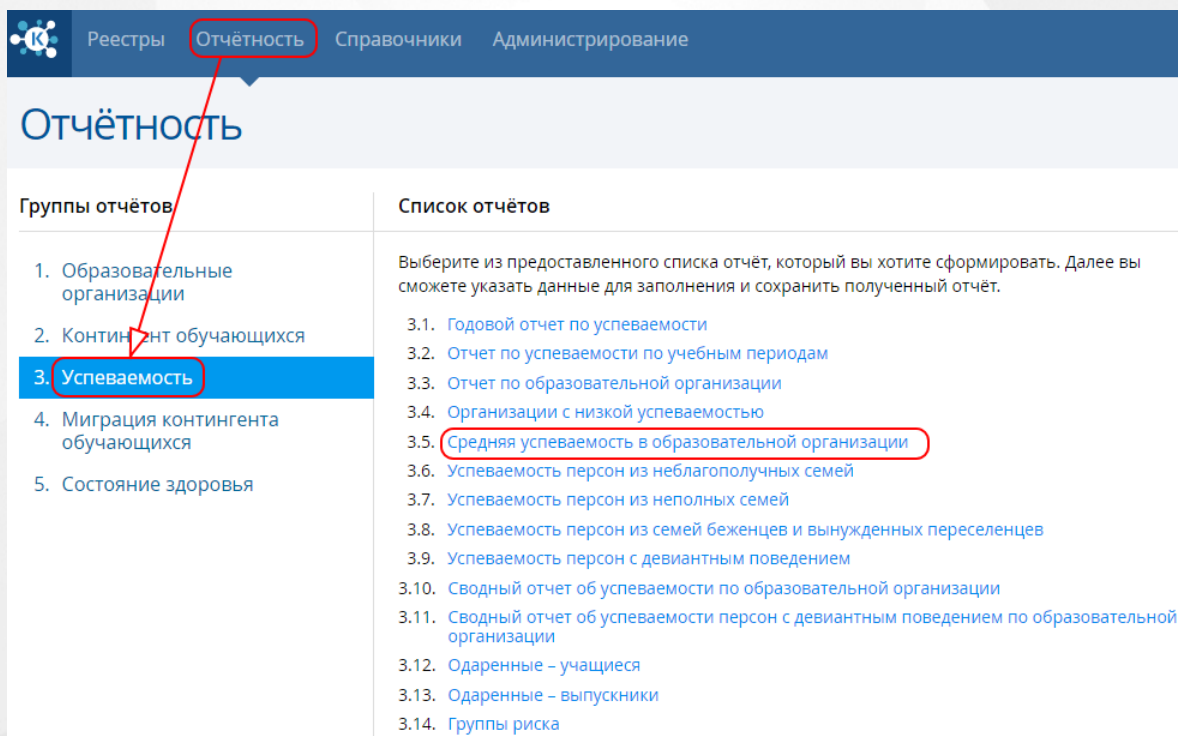 K Реестры Отчётность Справочники Администрирование
Отчётность
Группы отчётов
1. Образовательные
организации
2. Контингент обучающихся
3. Успеваемость
4. Миграция контингента
обучающихся
5. Состояние здоровья
Список отчётов
Выберите из предоставленного списка отчёт, который вы хотите сформировать. Далее вы
сможете указать данные для заполнения и сохранить полученный отчёт.
3.1. Годовой отчет по успеваемости
3.2. Отчет по успеваемости по учебным периодам
3.3. Отчет по образовательной организации
3.4. Организации с низкой успеваемостью
3.5. Средняя успеваемость в образовательной организации
3.6. Успеваемость персон из неблагополучных семей
3.7. Успеваемость персон из неполных семей
3.8. Успеваемость персон из семей беженцев и вынужденных переселенцев
3.9. Успеваемость персон с девиантным поведением
3.10. Сводный отчет об успеваемости по образовательной организации
3.11. Сводный отчет об успеваемости персон с девиантным поведением по образовательной
организации
3.12. Одаренные – учащиеся
3.13. Одаренные – выпускники
3.14. Группы риска